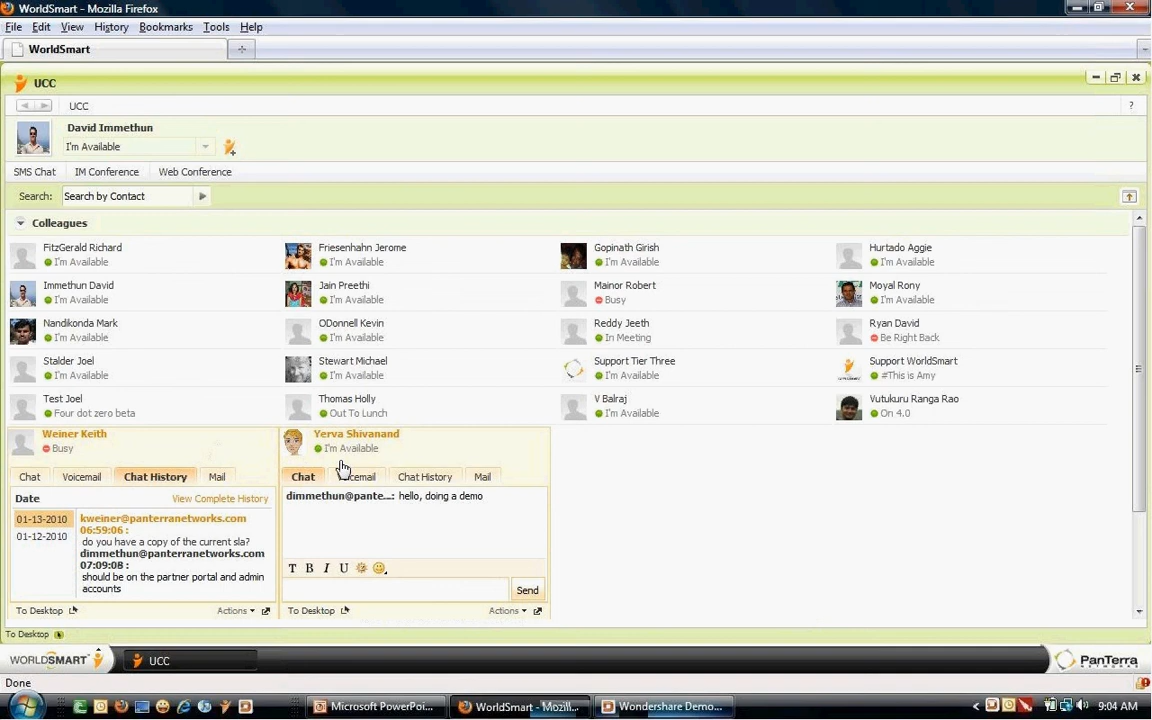 WorldSmart - Mozilla Firefox
File Edit View History Bookmarks Tools Help
WorldSmart
UCC
UCC ?
David Immethun
I'm Available
SMS Chat IM Conference Web Conference
Search: Search by Contact
Colleagues
FitzGerald Richard Friesenhahn Jerome Gopinath Girish Hurtado Aggie
I'm Available I'm Available I'm Available I'm Available
Immethun David Jain Preethi Mainor Robert Moyal Rony
I'm Available I'm Available Busy I'm Available
Nandikonda Mark ODonnell Kevin Reddy Jeeth Ryan David
I'm Available I'm Available In Meeting Be Right Back
Stalder Joel Stewart Michael Support Tier Three Support WorldSmart
I'm Available I'm Available I'm Available #This is Amy
Test Joel Thomas Holly V Balraj Vutukuru Ranga Rao
Four dot zero beta Out To Lunch I'm Available On 4.0
Weiner Keith Yerva Shivanand
Busy I'm Available
Chat Voicemail Chat History Mail Chat Chat History Mail
Date View Complete History dimmethun@pante...: hello, doing a demo
01-13-2010 kweiner@panterranetworks.com
06:59:06 :
01-12-2010 do you have a copy of the current sla?
dimmethun@panterranetworks.com
07:09:08 :
should be on the partner portal and admin
accounts
T B I U
Send
To Desktop Actions To Desktop Actions
To Desktop
WORLDSMART UCC PanTerra
NETWORKS
Done
Microsoft PowerPoi... WorldSmart - Mozill... Wondershare Demo... 9:04 AM